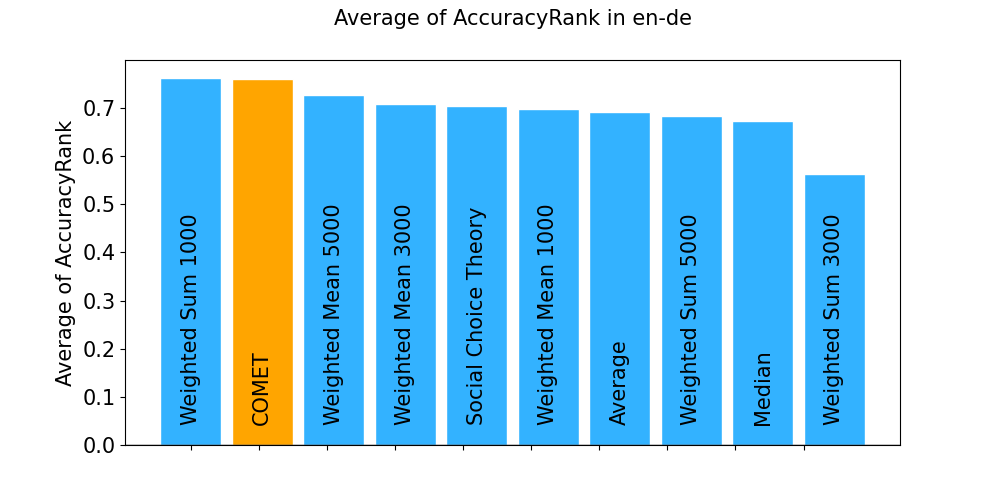 Average of AccuracyRank in en-de
Average of AccuracyRank
0.7
0.6
0.5
0.4
0.3
0.2
0.1
0.0
Weighted Sum 1000
COMET
Weighted Mean 5000
Weighted Mean 3000
Social Choice Theory
Weighted Mean 1000
Average
Weighted Sum 5000
Median
Weighted Sum 3000